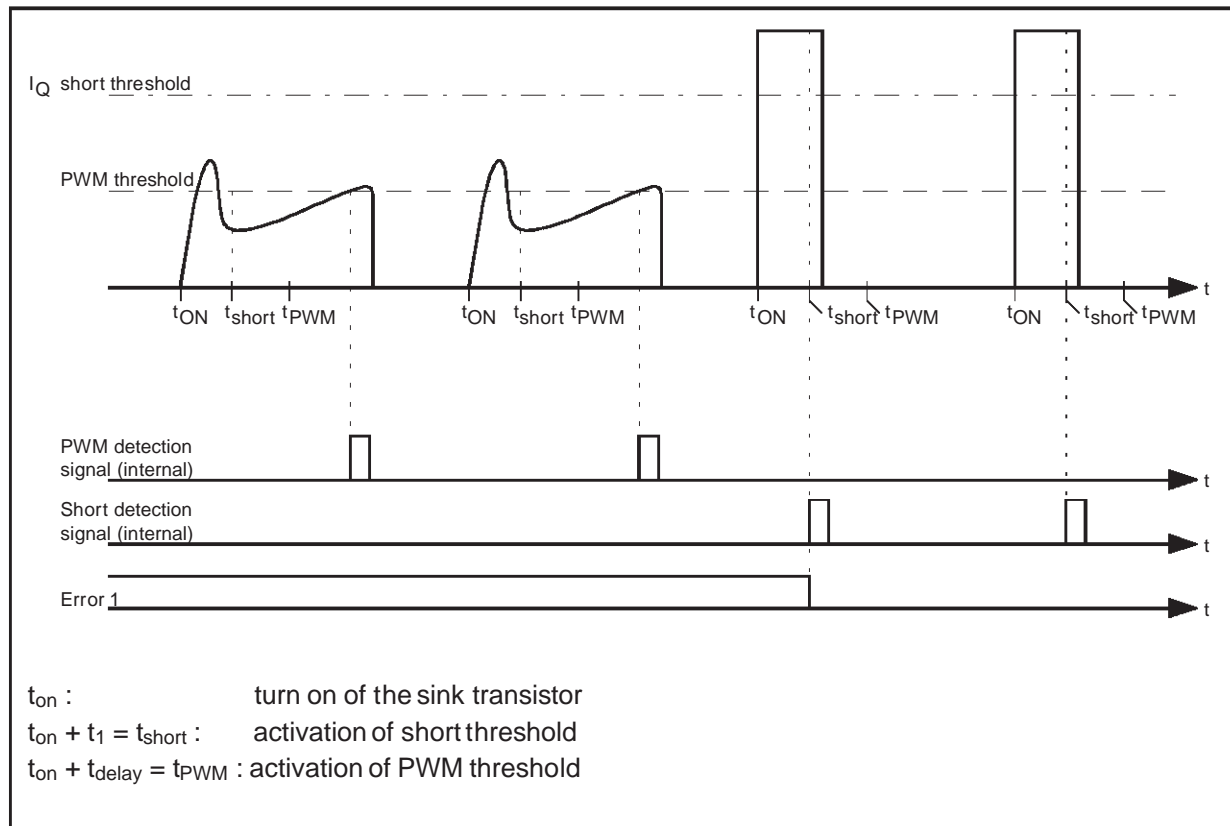 I_Q short threshold
PWM threshold
t
t_ON t_short t_PWM t_ON t_short t_PWM t_ON t_short t_PWM t_ON t_short t_PWM
PWM detection
signal (internal)
t
Short detection
signal (internal)
t
Error 1
t
t_on : turn on of the sink transistor
t_on + t_1 = t_short : activation of short threshold
t_on + t_delay = t_PWM : activation of PWM threshold